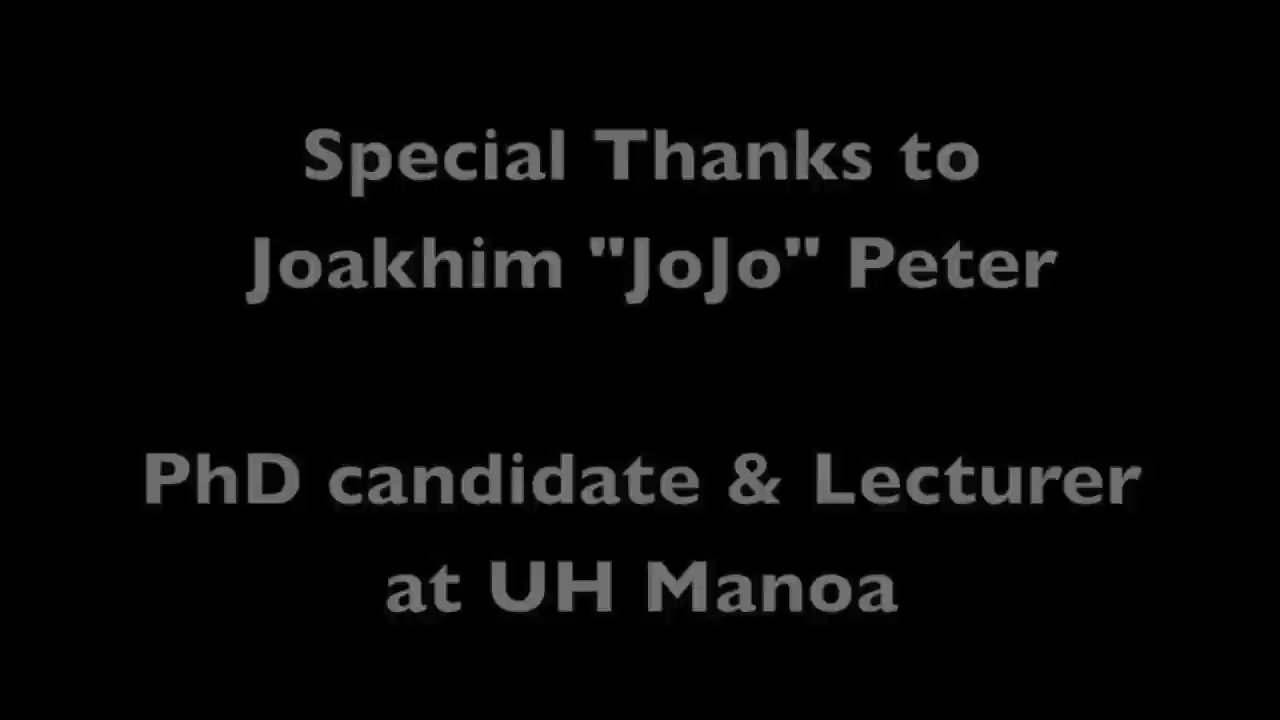 Special Thanks to
Joakhim "JoJo" Peter
PhD candidate & Lecturer
at UH Manoa